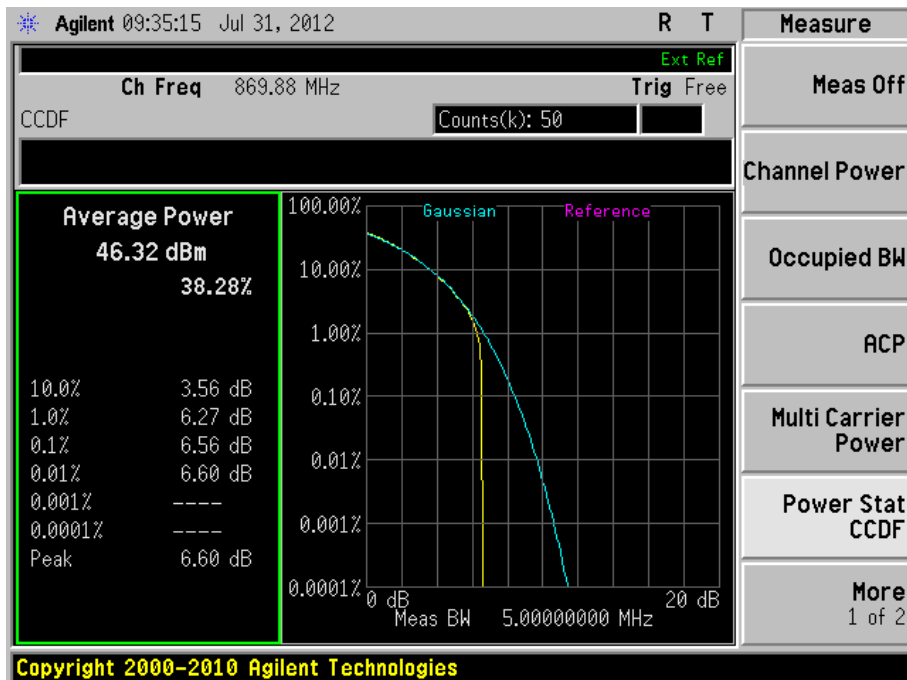 Agilent 09:35:15 Jul 31, 2012 R T
Measure
Ext Ref
Ch Freq 869.88 MHz Trig Free
CCDF Counts(k): 50
Average Power
46.32 dBm
38.28%
10.0% 3.56 dB
1.0% 6.27 dB
0.1% 6.56 dB
0.01% 6.60 dB
0.001% ----
0.0001% ----
Peak 6.60 dB
Gaussian Reference
100.00%
10.00%
1.00%
0.10%
0.01%
0.001%
0.0001%
0 dB 20 dB
Meas BW 5.00000000 MHz
Meas Off
Channel Power
Occupied BW
ACP
Multi Carrier
Power
Power Stat
CCDF
More
1 of 2
Copyright 2000-2010 Agilent Technologies